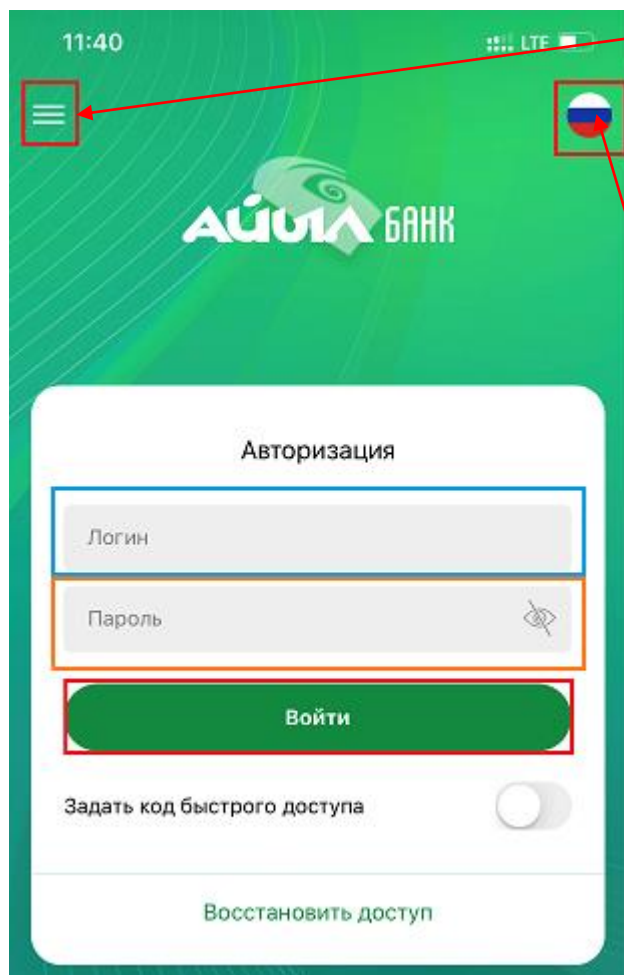 11:40 LTE
АЙЫЛ БАНК
Авторизация
Логин
Пароль
Войти
Задать код быстрого доступа
Восстановить доступ